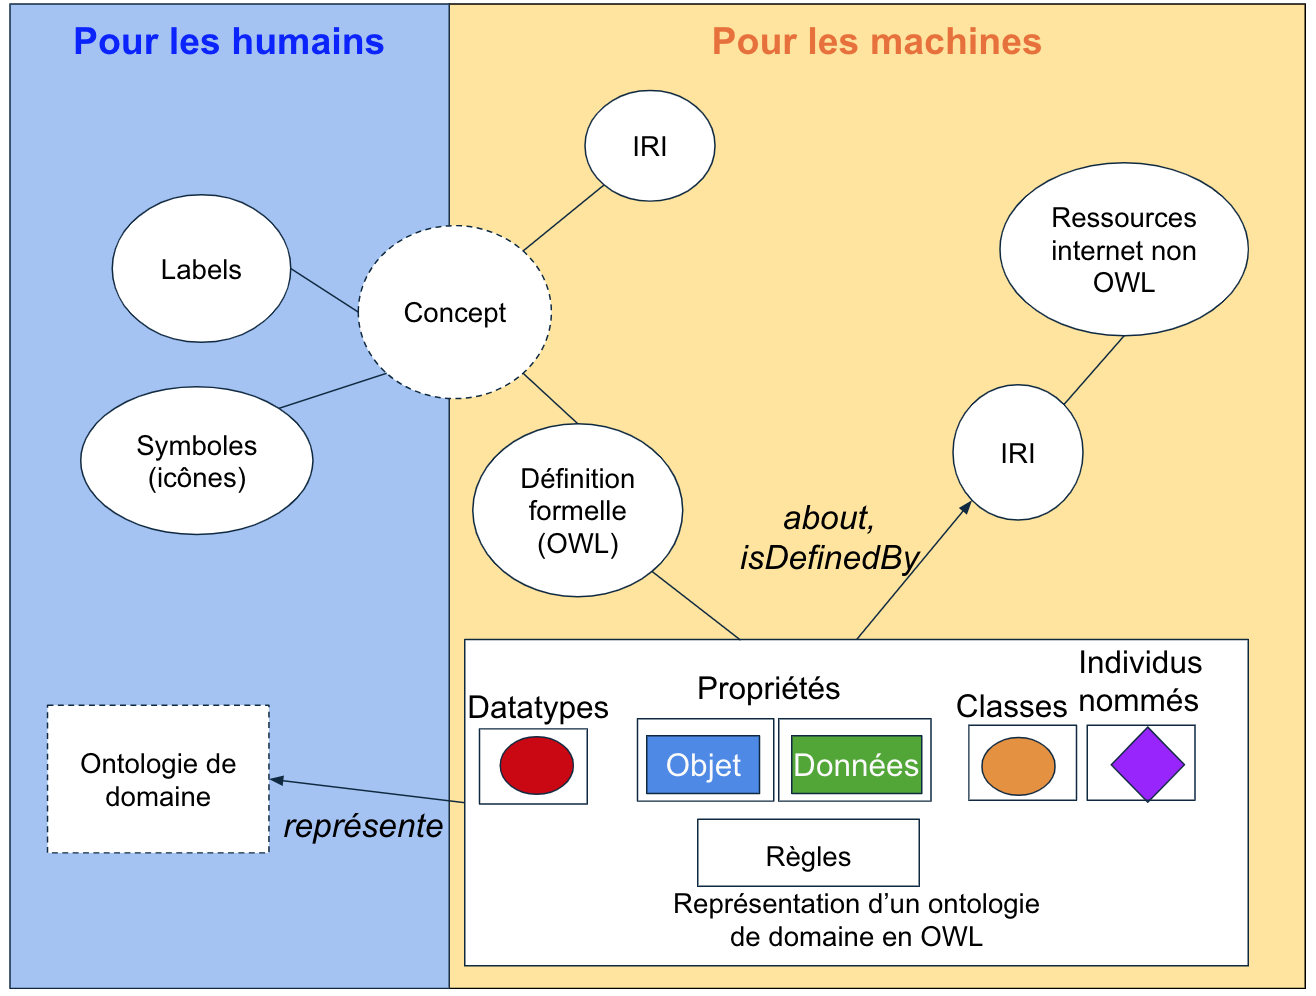 Pour les humains
Pour les machines
IRI
Ressources
internet non
OWL
Labels
Concept
Symboles
(icônes)
Définition
formelle
(OWL)
IRI
about,
isDefinedBy
Individus
nommés
Propriétés
Datatypes
Classes
Objet
Données
Ontologie de
domaine
représente
Règles
Représentation d’un ontologie
de domaine en OWL